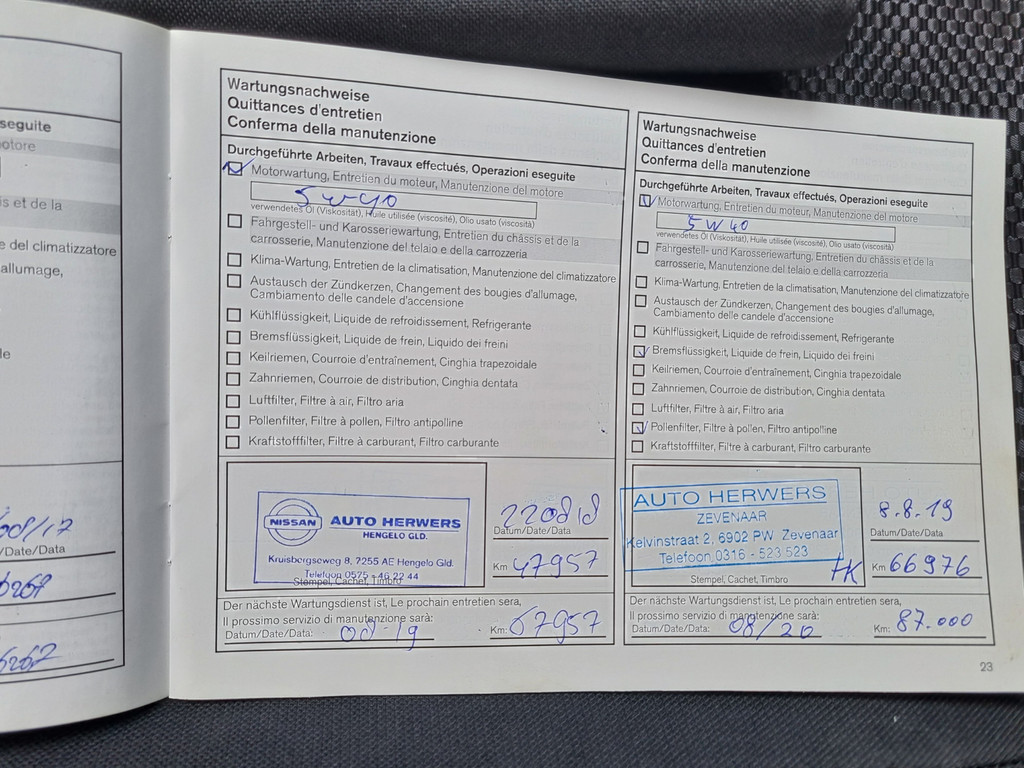 seguite
otore
is et de la
e del climatizzatore
allumage,
le
08/17
/Date/Data
Wartungsnachweise
Quittances d'entretien
Conferma della manutenzione
Durchgeführte Arbeiten, Travaux effectués, Operazioni eseguite
Motorwartung, Entretien du moteur, Manutenzione del motore
5w40
verwendetes Öl (Viskosität), Huile utilisée (viscosité), Olio usato (viscosità)
Fahrgestell- und Karosseriewartung, Entretien du châssis et de la
carrosserie, Manutenzione del telaio e della carrozzeria
Klima-Wartung, Entretien de la climatisation, Manutenzione del climatizzatore
Austausch der Zündkerzen, Changement des bougies d'allumage,
Cambiamento delle candele d'accensione
Kühlflüssigkeit, Liquide de refroidissement, Refrigerante
Bremsflüssigkeit, Liquide de frein, Liquido dei freini
Keilriemen, Courroie d'entraînement, Cinghia trapezoidale
Zahnriemen, Courroie de distribution, Cinghia dentata
Luftfilter, Filtre à air, Filtro aria
Pollenfilter, Filtre à pollen, Filtro antipolline
Kraftstofffilter, Filtre à carburant, Filtro carburante
NISSAN AUTO HERWERS
HENGELO GLD.
Kruisbergseweg 8, 7255 AE Hengelo Gld.
Telefoon 0575 - 46 22 44
Stempel, Cachet, Timbro
220818
Datum/Date/Data
Km 47957
Der nächste Wartungsdienst ist, Le prochain entretien sera,
Il prossimo servizio di manutenzione sarà:
Datum/Date/Data: 08-19 Km: 67957
Wartungsnachweise
Quittances d'entretien
Conferma della manutenzione
Durchgeführte Arbeiten, Travaux effectués, Operazioni eseguite
Motorwartung, Entretien du moteur, Manutenzione del motore
5W40
verwendetes Öl (Viskosität), Huile utilisée (viscosité), Olio usato (viscosità)
Fahrgestell- und Karosseriewartung, Entretien du châssis et de la
carrosserie, Manutenzione del telaio e della carrozzeria
Klima-Wartung, Entretien de la climatisation, Manutenzione del climatizzatore
Austausch der Zündkerzen, Changement des bougies d'allumage,
Cambiamento delle candele d'accensione
Kühlflüssigkeit, Liquide de refroidissement, Refrigerante
Bremsflüssigkeit, Liquide de frein, Liquido dei freini
Keilriemen, Courroie d'entraînement, Cinghia trapezoidale
Zahnriemen, Courroie de distribution, Cinghia dentata
Luftfilter, Filtre à air, Filtro aria
Pollenfilter, Filtre à pollen, Filtro antipolline
Kraftstofffilter, Filtre à carburant, Filtro carburante
AUTO HERWERS
ZEVENAAR
Kelvinstraat 2, 6902 PW Zevenaar
Telefoon 0316 - 523 523
Stempel, Cachet, Timbro
8.8.19
Datum/Date/Data
Km 66976
Der nächste Wartungsdienst ist, Le prochain entretien sera,
Il prossimo servizio di manutenzione sarà:
Datum/Date/Data: 08/20 Km: 87.000
23